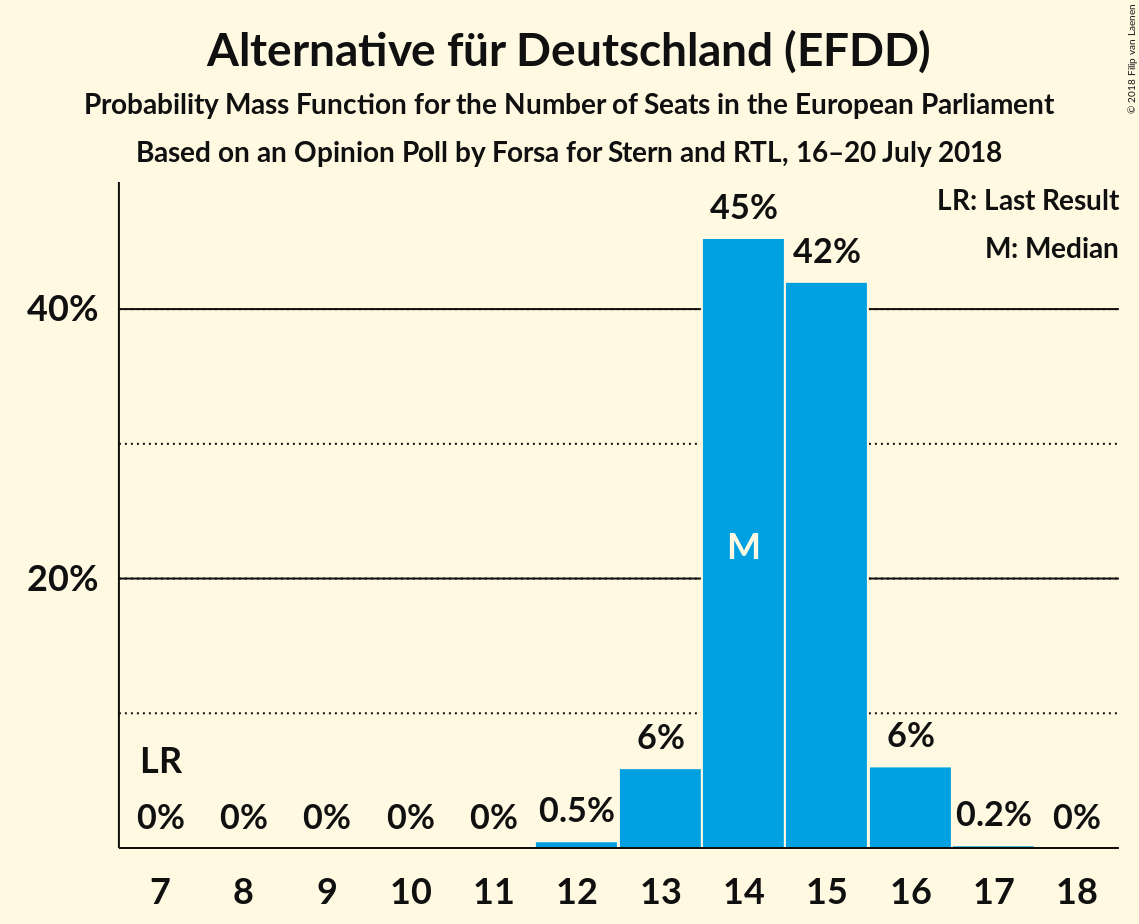 Alternative für Deutschland (EFDD)
Probability Mass Function for the Number of Seats in the European Parliament
Based on an Opinion Poll by Forsa for Stern and RTL, 16–20 July 2018
© 2018 Filip van Laenen
LR: Last Result
M: Median
45%
42%
40%
M
20%
6%
6%
LR
0%
0%
0%
0%
0%
0.5%
0.2%
0%
7 8 9 10 11 12 13 14 15 16 17 18